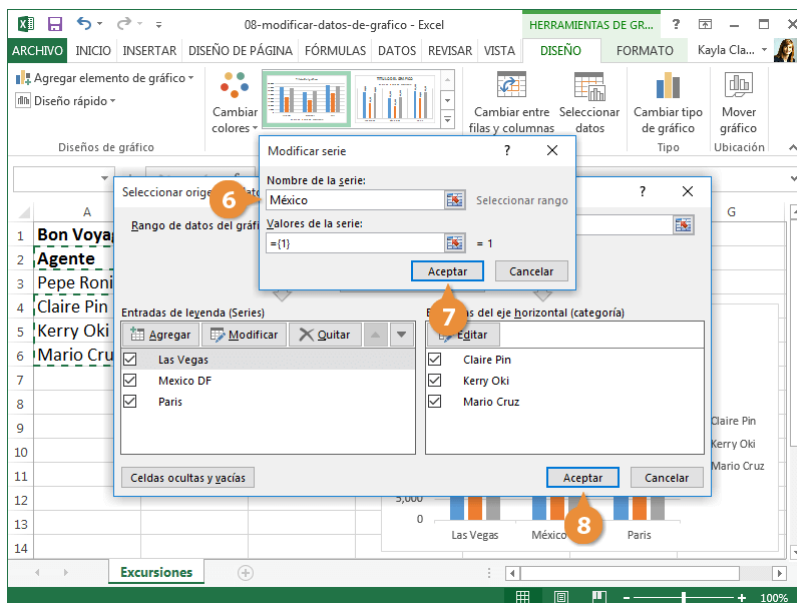 08-modificar-datos-de-grafico - Excel
HERRAMIENTAS DE GR...
?
ARCHIVO INICIO INSERTAR DISEÑO DE PÁGINA FÓRMULAS DATOS REVISAR VISTA DISEÑO FORMATO Kayla Cla...
Agregar elemento de gráfico
Diseño rápido
Cambiar colores
Cambiar entre filas y columnas
Seleccionar datos
Cambiar tipo de gráfico
Mover gráfico
Diseños de gráfico
Tipo
Ubicación
Modificar serie ?
6
Nombre de la serie:
México
Seleccionar rango
Valores de la serie:
={1}
= 1
Aceptar
Cancelar
7
Seleccionar orig
?
Rango de datos del gráfi
Entradas de leyenda (Series)
Agregar Modificar Quitar
Las Vegas
Mexico DF
Paris
s del eje horizontal (categoría)
Editar
Claire Pin
Kerry Oki
Mario Cruz
Celdas ocultas y vacías
Aceptar
Cancelar
8
A
G
1 Bon Voya
2 Agente
3 Pepe Roni
4 Claire Pin
5 Kerry Oki
6 Mario Cru
7
8
9
10
11
12
13
14
Claire Pin
Kerry Oki
Mario Cruz
5,000
0
Las Vegas
México
Paris
Excursiones
100%